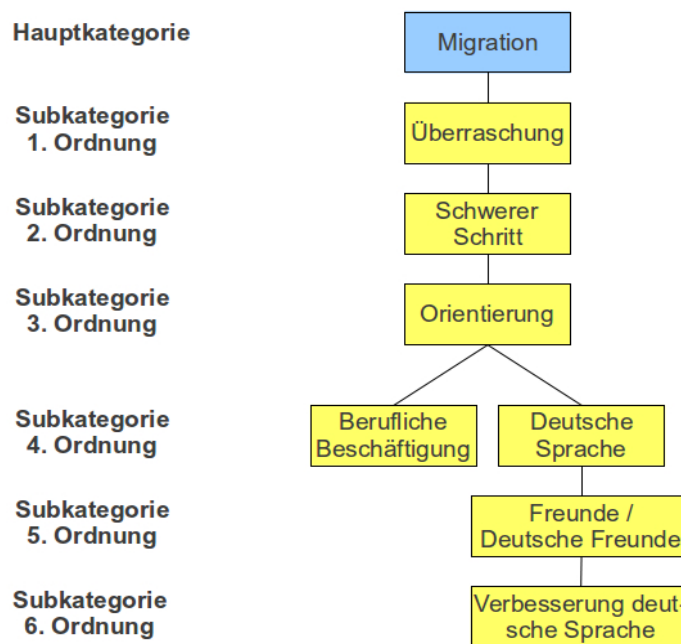 Hauptkategorie
Migration
Subkategorie
1. Ordnung
Überraschung
Subkategorie
2. Ordnung
Schwerer
Schritt
Subkategorie
3. Ordnung
Orientierung
Subkategorie
4. Ordnung
Berufliche
Beschäftigung
Deutsche
Sprache
Subkategorie
5. Ordnung
Freunde /
Deutsche Freunde
Subkategorie
6. Ordnung
Verbesserung deut-
sche Sprache